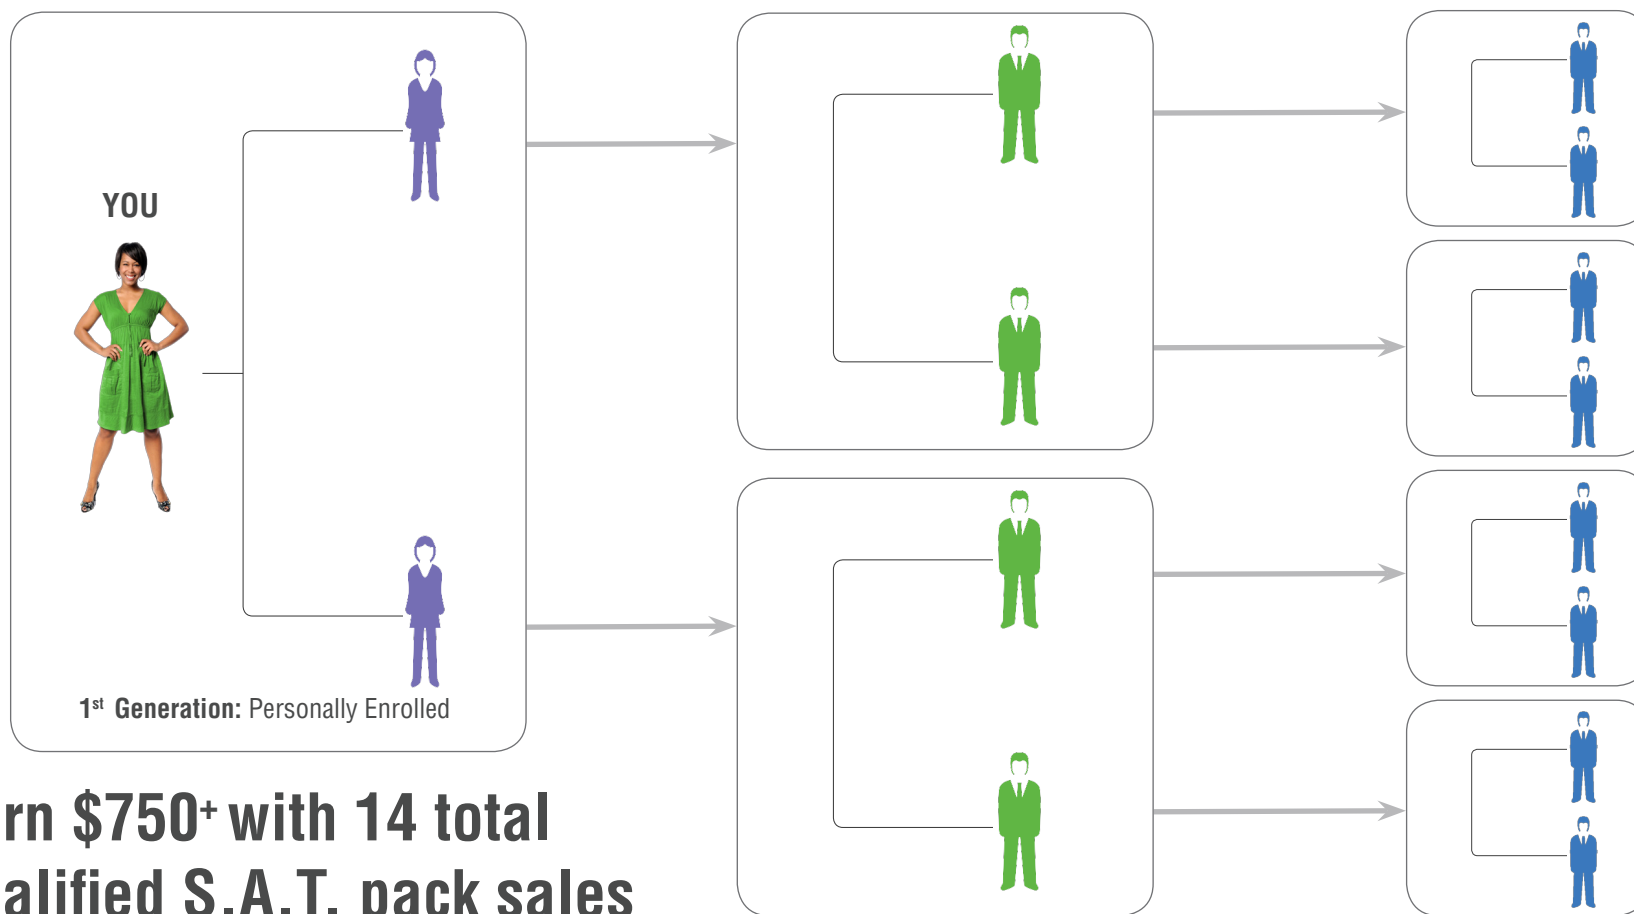 YOU
1st Generation: Personally Enrolled
rn $750+ with 14 total
alified S.A.T. pack sales